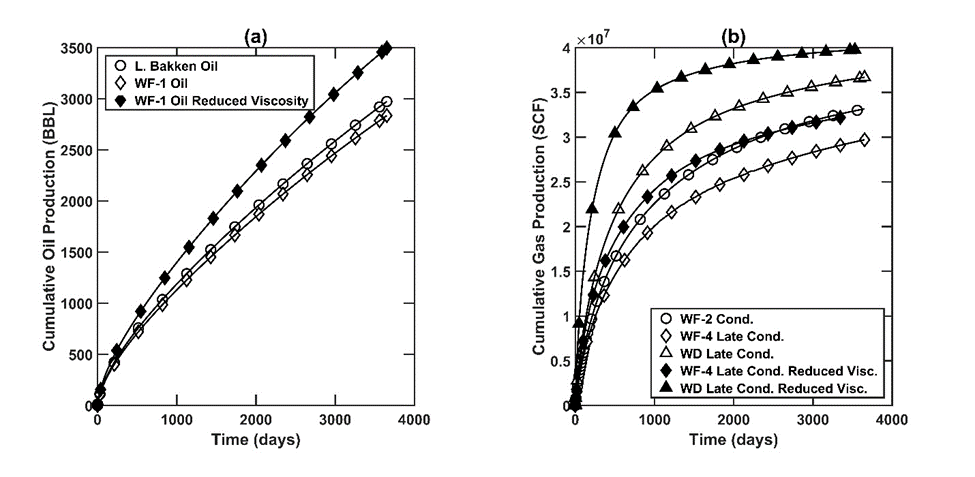 (a)
3500
3000
2500
2000
1500
1000
500
0
0
1000
2000
3000
4000
Time (days)
Cumulative Oil Production (BBL)
L. Bakken Oil
WF-1 Oil
WF-1 Oil Reduced Viscosity
(b)
×10⁷
4
3.5
3
2.5
2
1.5
1
0.5
0
0
1000
2000
3000
4000
Time (days)
Cumulative Gas Production (SCF)
WF-2 Cond.
WF-4 Late Cond.
WD Late Cond.
WF-4 Late Cond. Reduced Visc.
WD Late Cond. Reduced Visc.